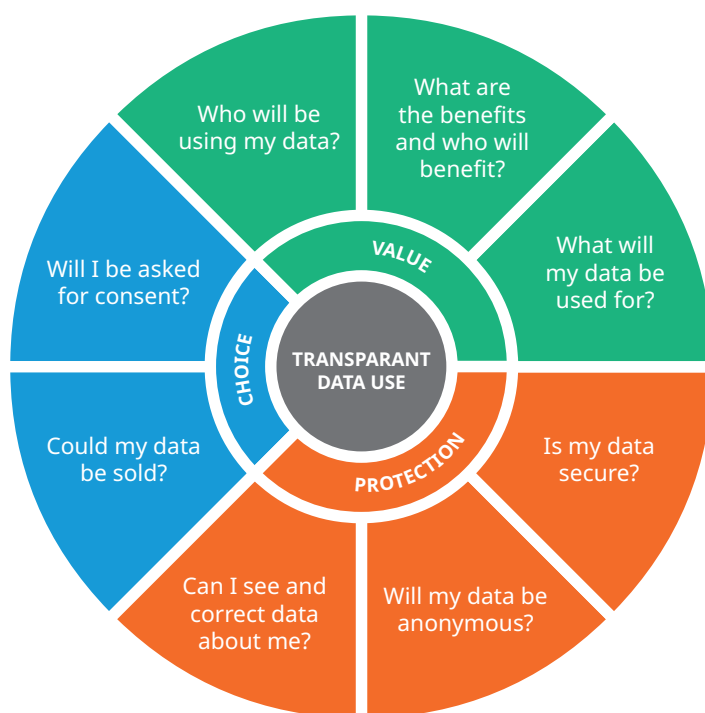 Who will be
using my data?
What are
the benefits
and who will
benefit?
What will
my data be
used for?
Is my data
secure?
Will my data be
anonymous?
Can I see and
correct data
about me?
Could my data
be sold?
Will I be asked
for consent?
VALUE
PROTECTION
CHOICE
TRANSPARANT
DATA USE